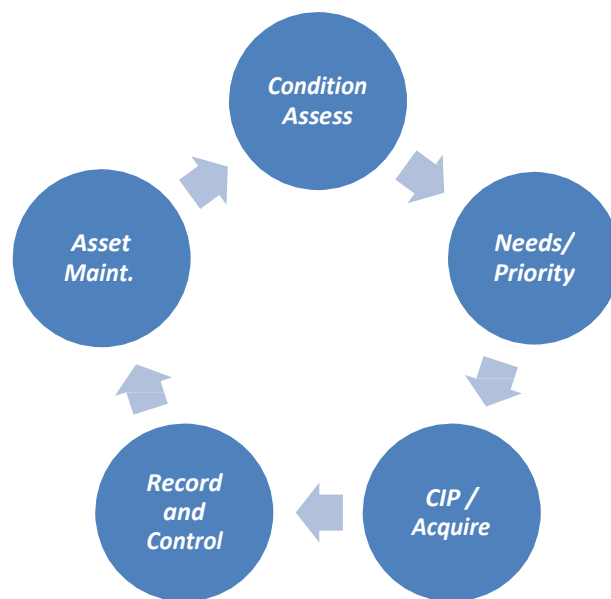 Condition
Assess
Needs/
Priority
CIP /
Acquire
Record
and
Control
Asset
Maint.